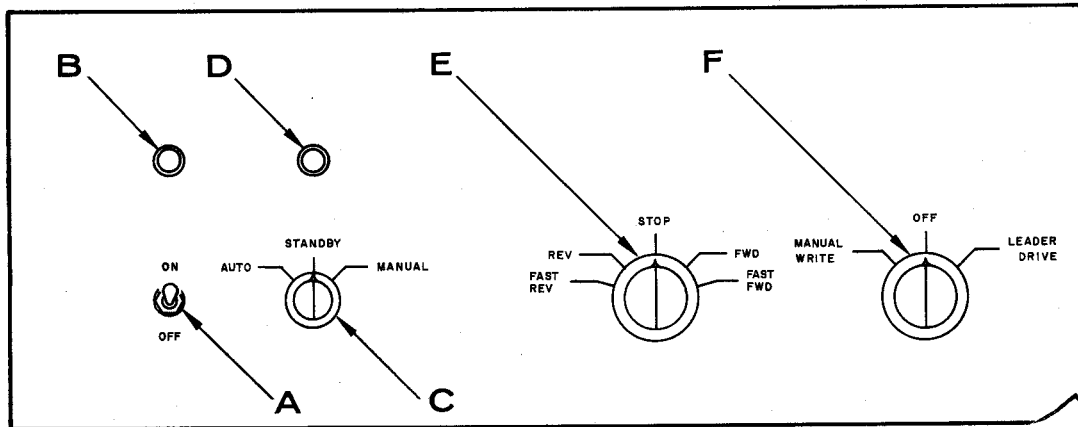 B
D
E
F
ON
OFF
STANDBY
AUTO
MANUAL
STOP
REV
FWD
FAST
REV
FAST
FWD
OFF
MANUAL
WRITE
LEADER
DRIVE
A
C